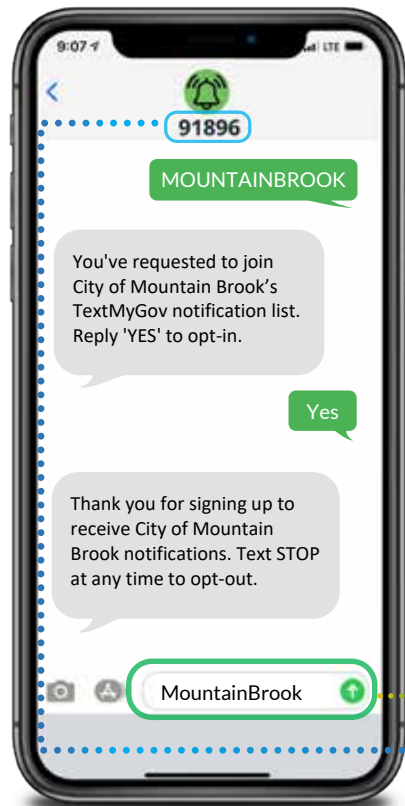 9:07
LTE
91896
MOUNTAINBROOK
You've requested to join
City of Mountain Brook’s
TextMyGov notification list.
Reply 'YES' to opt-in.
Yes
Thank you for signing up to
receive City of Mountain
Brook notifications. Text STOP
at any time to opt-out.
MountainBrook